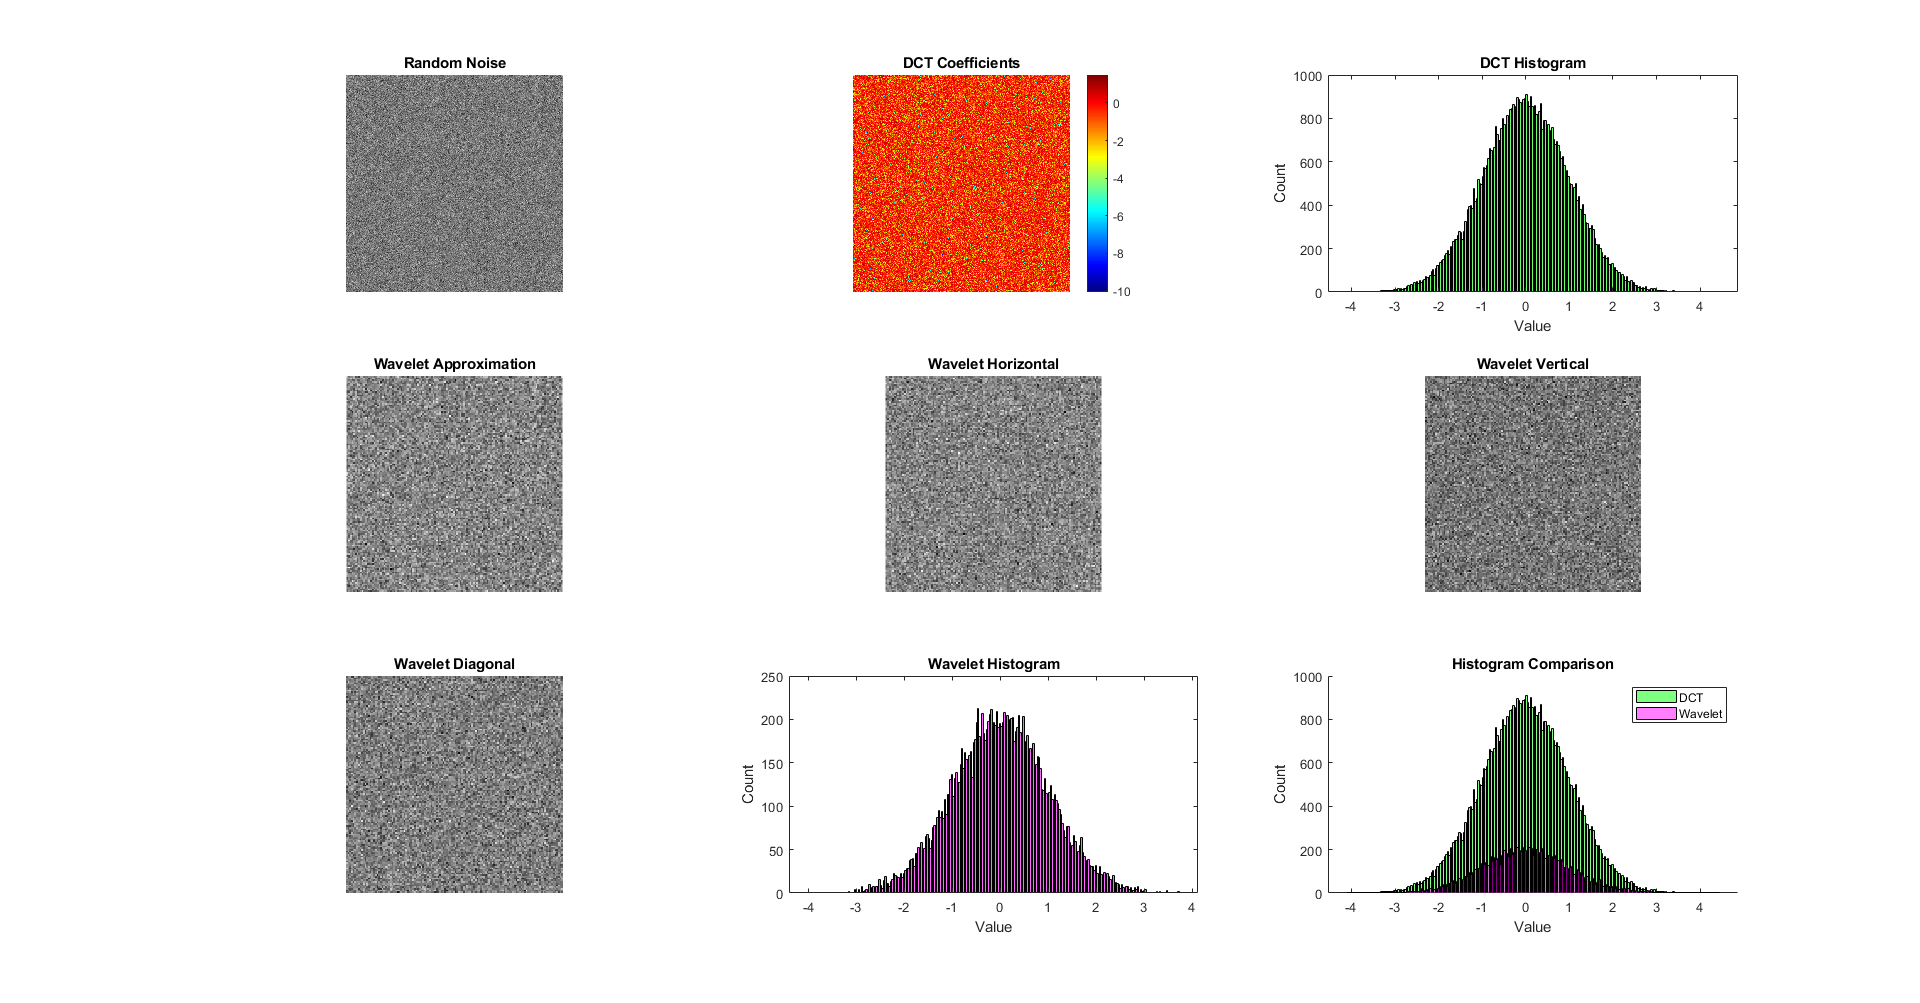 Random Noise
DCT Coefficients
0
-2
-4
-6
-8
-10
DCT Histogram
1000
800
600
400
200
0
Count
-4 -3 -2 -1 0 1 2 3 4
Value
Wavelet Approximation
Wavelet Horizontal
Wavelet Vertical
Wavelet Diagonal
Wavelet Histogram
250
200
150
100
50
0
Count
-4 -3 -2 -1 0 1 2 3 4
Value
Histogram Comparison
DCT
Wavelet
1000
800
600
400
200
0
Count
-4 -3 -2 -1 0 1 2 3 4
Value